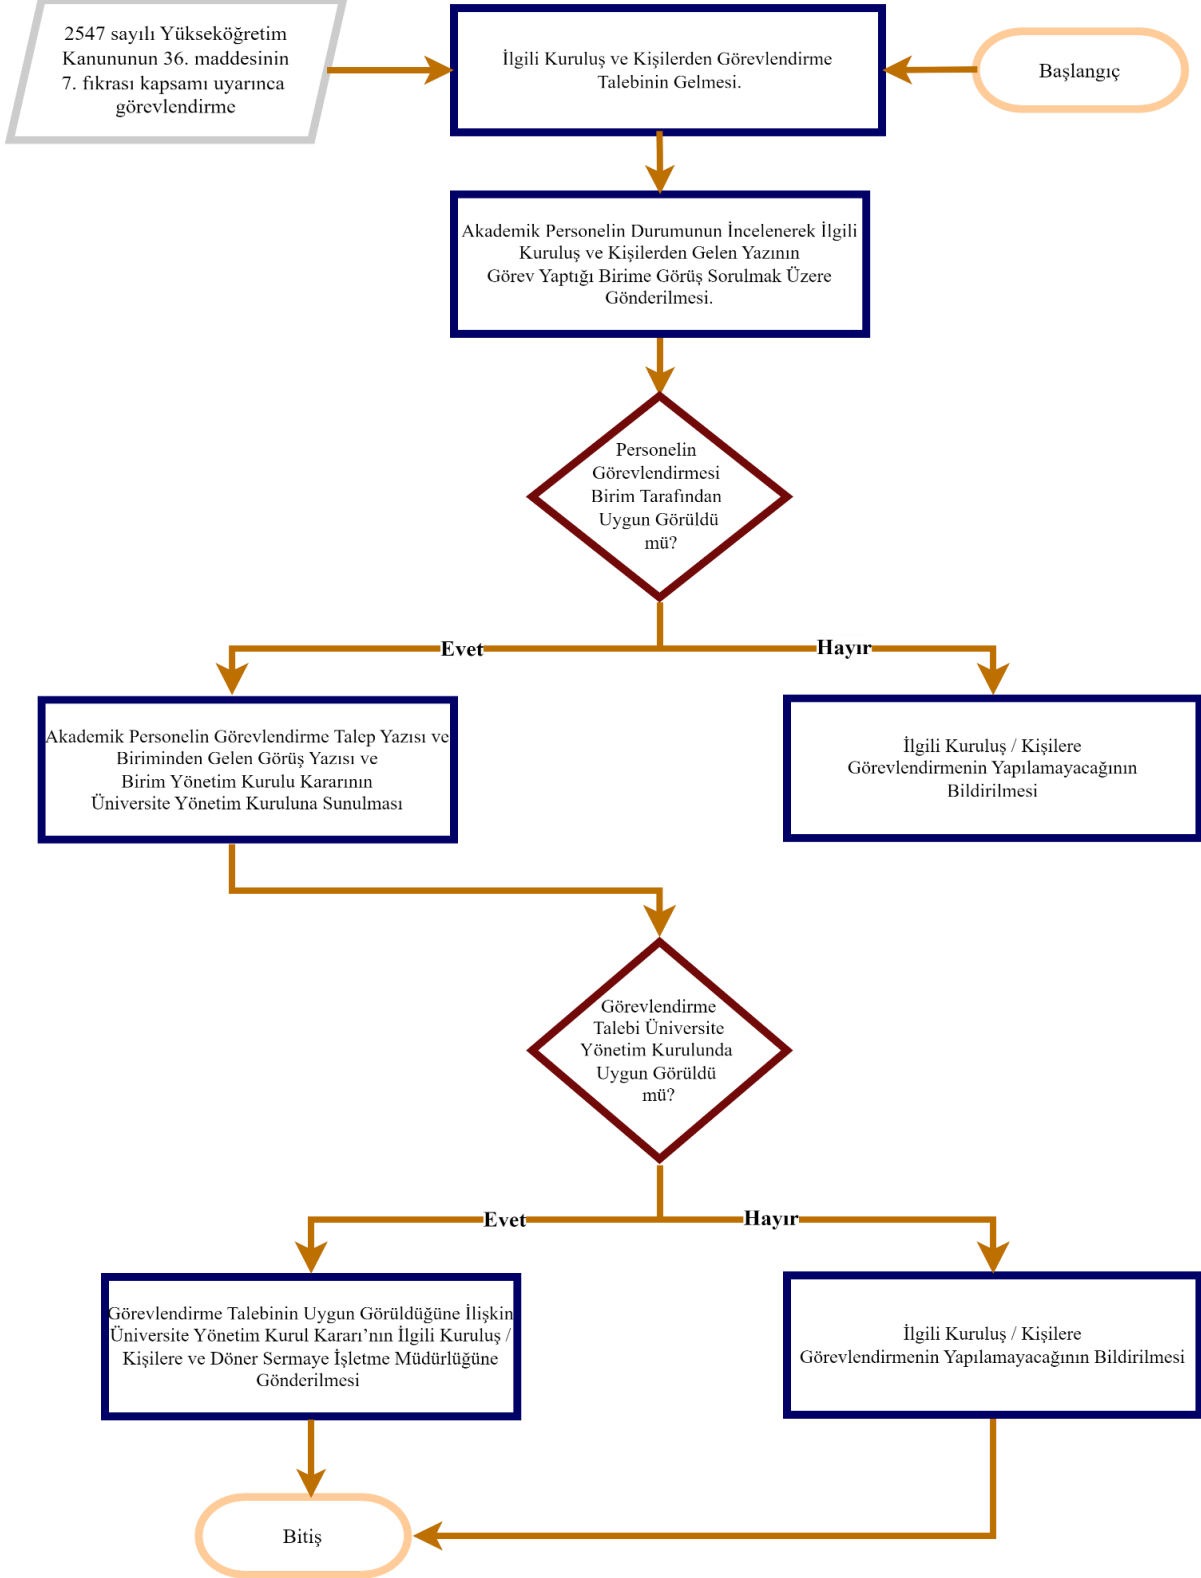 2547 sayılı Yükseköğretim
Kanununun 36. maddesinin
7. fıkrası kapsamı uyarınca
görevlendirme
İlgili Kuruluş ve Kişilerden Görevlendirme
Talebinin Gelmesi.
Başlangıç
Akademik Personelin Durumunun İncelenerek İlgili
Kuruluş ve Kişilerden Gelen Yazının
Görev Yaptığı Birime Görüş Sorulmak Üzere
Gönderilmesi.
Personelin
Görevlendirmesi
Birim Tarafından
Uygun Görüldü
mü?
Evet
Hayır
Akademik Personelin Görevlendirme Talep Yazısı ve
Biriminden Gelen Görüş Yazısı ve
Birim Yönetim Kurulu Kararının
Üniversite Yönetim Kuruluna Sunulması
İlgili Kuruluş / Kişilere
Görevlendirmenin Yapılamayacağının
Bildirilmesi
Görevlendirme
Talebi Üniversite
Yönetim Kurulunda
Uygun Görüldü
mü?
Evet
Hayır
Görevlendirme Talebinin Uygun Görüldüğüne İlişkin
Üniversite Yönetim Kurul Kararı’nın İlgili Kuruluş /
Kişilere ve Döner Sermaye İşletme Müdürlüğüne
Gönderilmesi
İlgili Kuruluş / Kişilere
Görevlendirmenin Yapılamayacağının Bildirilmesi
Bitiş